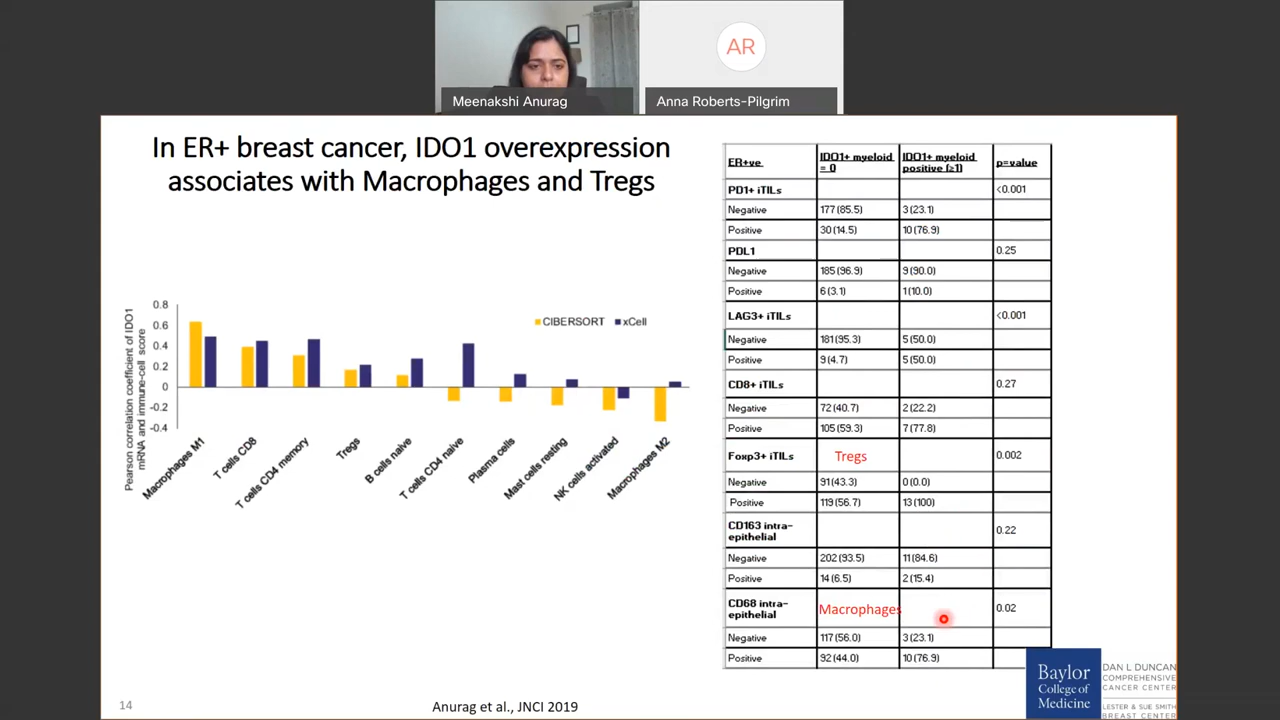 AR
Meenakshi Anurag
Anna Roberts-Pilgrim
In ER+ breast cancer, IDO1 overexpression
associates with Macrophages and Tregs
Pearson correlation coefficient of IDO1
mRNA and immune-cell score
0.8
0.6
0.4
0.2
0
-0.2
-0.4
CIBERSORT xCell
Macrophages M1
T cells CD8
T cells CD4 memory
Tregs
B cells naive
T cells CD4 naive
Plasma cells
Mast cells resting
NK cells activated
Macrophages M2
ER+ve IDO1+ myeloid = 0 IDO1+ myeloid positive (≥1) p=value
PD1+ iTILs <0.001
Negative 177 (85.5) 3 (23.1)
Positive 30 (14.5) 10 (76.9)
PDL1 0.25
Negative 185 (96.9) 9 (90.0)
Positive 6 (3.1) 1 (10.0)
LAG3+ iTILs <0.001
Negative 181 (95.3) 5 (50.0)
Positive 9 (4.7) 5 (50.0)
CD8+ iTILs 0.27
Negative 72 (40.7) 2 (22.2)
Positive 105 (59.3) 7 (77.8)
Foxp3+ iTILs Tregs 0.002
Negative 91 (43.3) 0 (0.0)
Positive 119 (56.7) 13 (100)
CD163 intra-epithelial 0.22
Negative 202 (93.5) 11 (84.6)
Positive 14 (6.5) 2 (15.4)
CD68 intra-epithelial Macrophages 0.02
Negative 117 (56.0) 3 (23.1)
Positive 92 (44.0) 10 (76.9)
14
Anurag et al., JNCI 2019
Baylor
College of
Medicine
DAN L DUNCAN
COMPREHENSIVE
CANCER CENTER
LESTER & SUE SMITH
BREAST CENTER